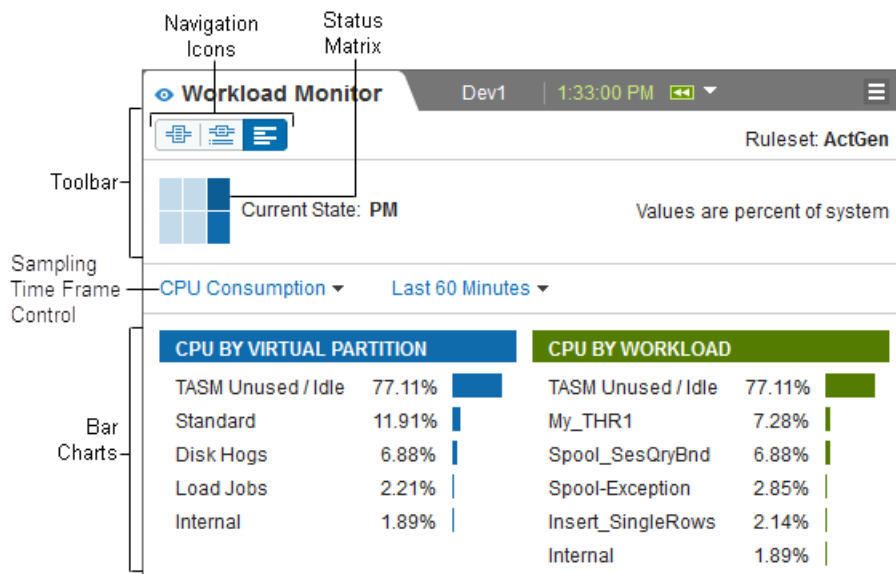 Navigation
Icons
Status
Matrix
Workload Monitor
Dev1
1:33:00 PM
Ruleset: ActGen
Toolbar
Current State: PM
Values are percent of system
Sampling
Time Frame
Control
CPU Consumption
Last 60 Minutes
Bar
Charts
CPU BY VIRTUAL PARTITION
TASM Unused / Idle 77.11%
Standard 11.91%
Disk Hogs 6.88%
Load Jobs 2.21%
Internal 1.89%
CPU BY WORKLOAD
TASM Unused / Idle 77.11%
My_THR1 7.28%
Spool_SesQryBnd 6.88%
Spool-Exception 2.85%
Insert_SingleRows 2.14%
Internal 1.89%